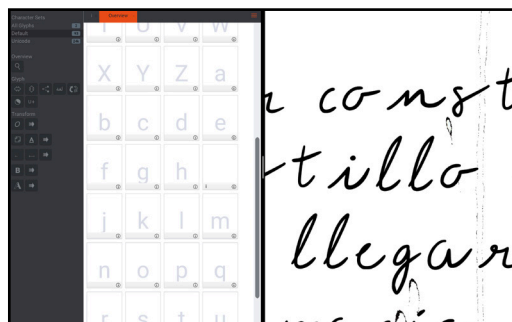 Character Sets
All Glyphs
Default
Unicode
Overview
Glyph
Transform
B
A
Overview
T U V W
X Y Z a
b c d e
f g h i
j k l m
n o p q
r s t u
r const
tillo
llegar